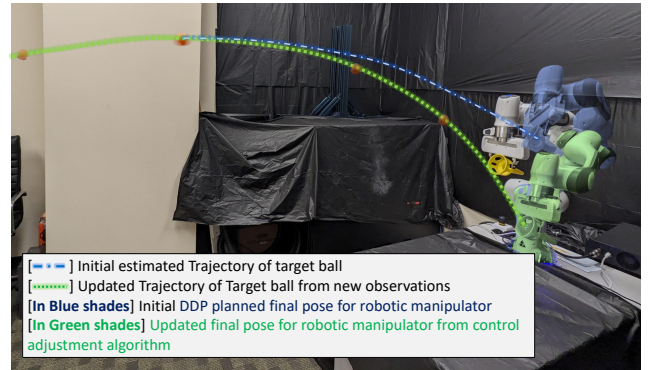 [] Initial estimated Trajectory of target ball
[] Updated Trajectory of Target ball from new observations
[In Blue shades] Initial DDP planned final pose for robotic manipulator
[In Green shades] Updated final pose for robotic manipulator from control
adjustment algorithm